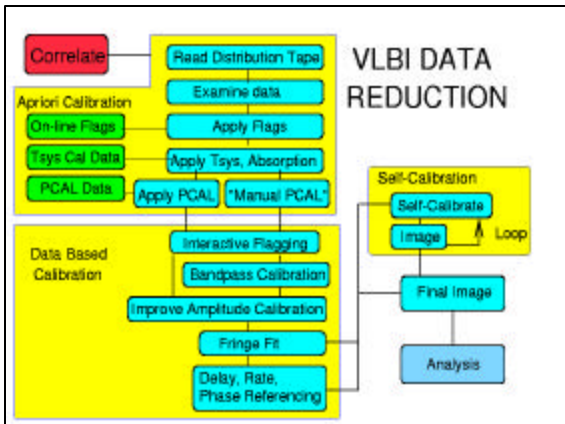 VLBI DATA
REDUCTION
Correlate
Read Distribution Tape
Examine data
Apriori Calibration
On-line Flags
Apply Flags
Tsys Cal Data
Apply Tsys, Absorption
PCAL Data
Apply PCAL
"Manual PCAL"
Data Based
Calibration
Interactive Flagging
Bandpass Calibration
Improve Amplitude Calibration
Fringe Fit
Delay, Rate,
Phase Referencing
Self-Calibration
Self-Calibrate
Image
Loop
Final Image
Analysis